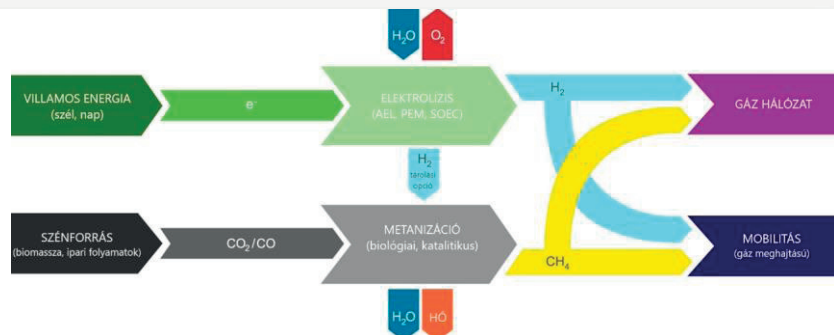 H₂O
O₂
VILLAMOS ENERGIA
(szél, nap)
e⁻
ELEKTROLÍZIS
(AEL, PEM, SOEC)
H₂
GÁZ HÁLÓZAT
H₂
tárolási
opció
SZÉNFORRÁS
(biomassza, ipari folyamatok)
CO₂/CO
METANIZÁCIÓ
(biológiai, katalitikus)
CH₄
MOBILITÁS
(gáz meghajtású)
H₂O
HŐ